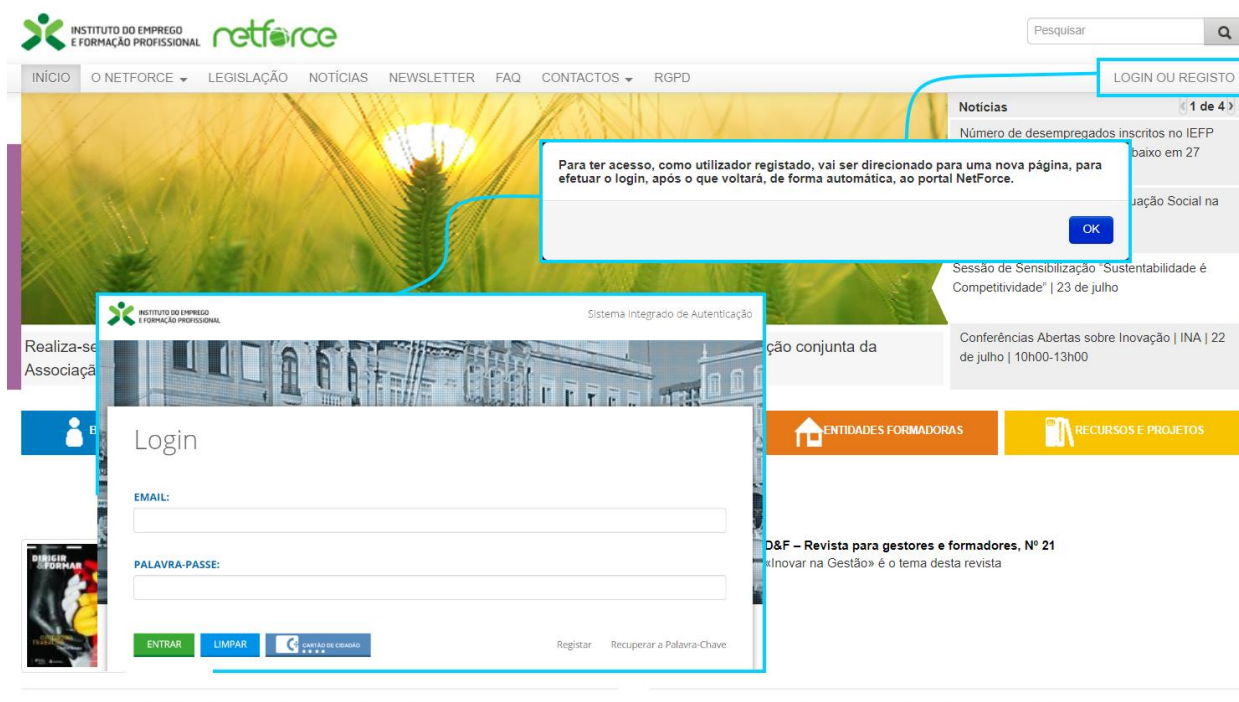 INSTITUTO DO EMPREGO
E FORMAÇÃO PROFISSIONAL
netforce
Pesquisar
INÍCIO O NETFORCE LEGISLAÇÃO NOTÍCIAS NEWSLETTER FAQ CONTACTOS RGPD LOGIN OU REGISTO
Notícias 1 de 4
Número de desempregados inscritos no IEFP
baixo em 27
Para ter acesso, como utilizador registado, vai ser direcionado para uma nova página, para
efetuar o login, após o que voltará, de forma automática, ao portal NetForce.
OK
uação Social na
Sessão de Sensibilização "Sustentabilidade é
Competitividade" | 23 de julho
Conferências Abertas sobre Inovação | INA | 22
de julho | 10h00-13h00
Realiza-se
Associaçã
ção conjunta da
INSTITUTO DO EMPREGO
E FORMAÇÃO PROFISSIONAL
Sistema Integrado de Autenticação
Login
EMAIL:
PALAVRA-PASSE:
ENTRAR LIMPAR CARTÃO DE CIDADÃO Registar Recuperar a Palavra-Chave
ENTIDADES FORMADORAS
RECURSOS E PROJETOS
DIRIGIR
&FORMAR
D&F – Revista para gestores e formadores, Nº 21
«Inovar na Gestão» é o tema desta revista